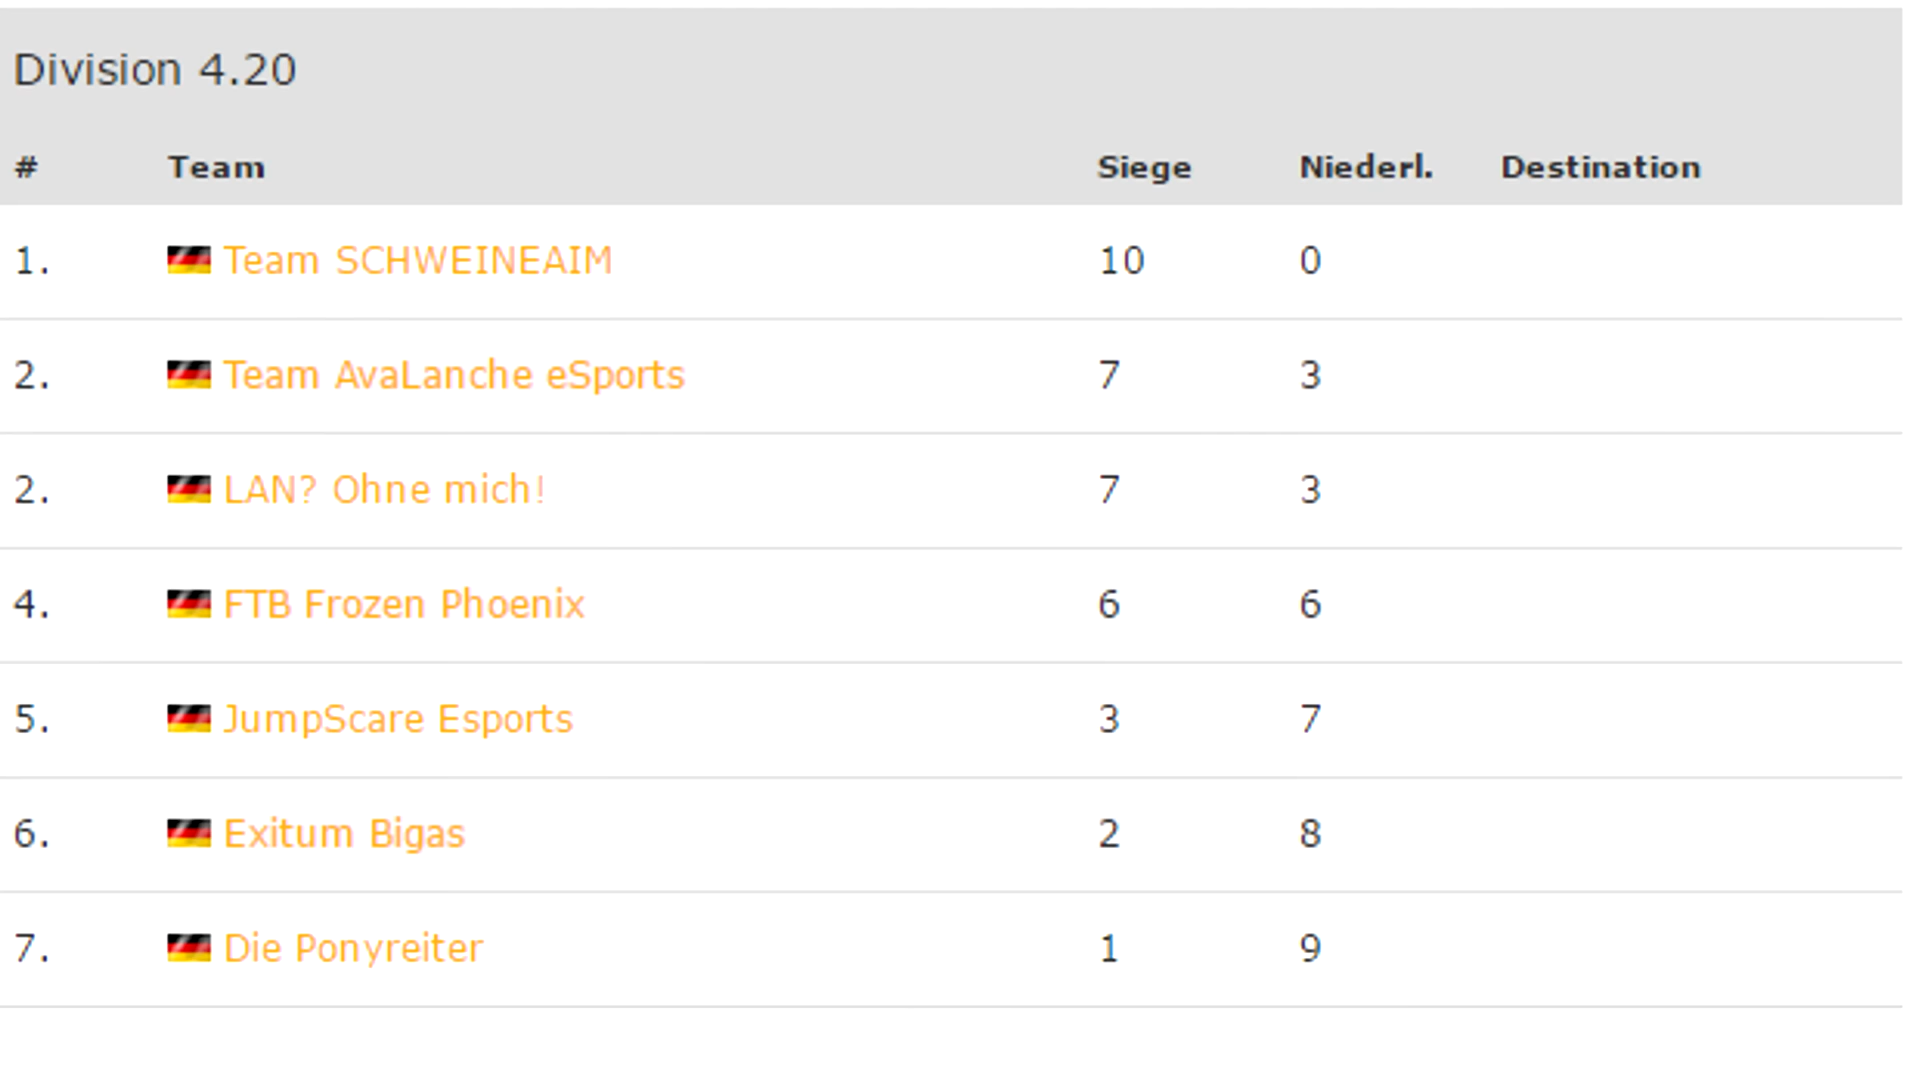 Division 4.20
# Team Siege Niederl. Destination
1. Team SCHWEINEAIM 10 0
2. Team AvaLanche eSports 7 3
2. LAN? Ohne mich! 7 3
4. FTB Frozen Phoenix 6 6
5. JumpScare Esports 3 7
6. Exitum Bigas 2 8
7. Die Ponyreiter 1 9